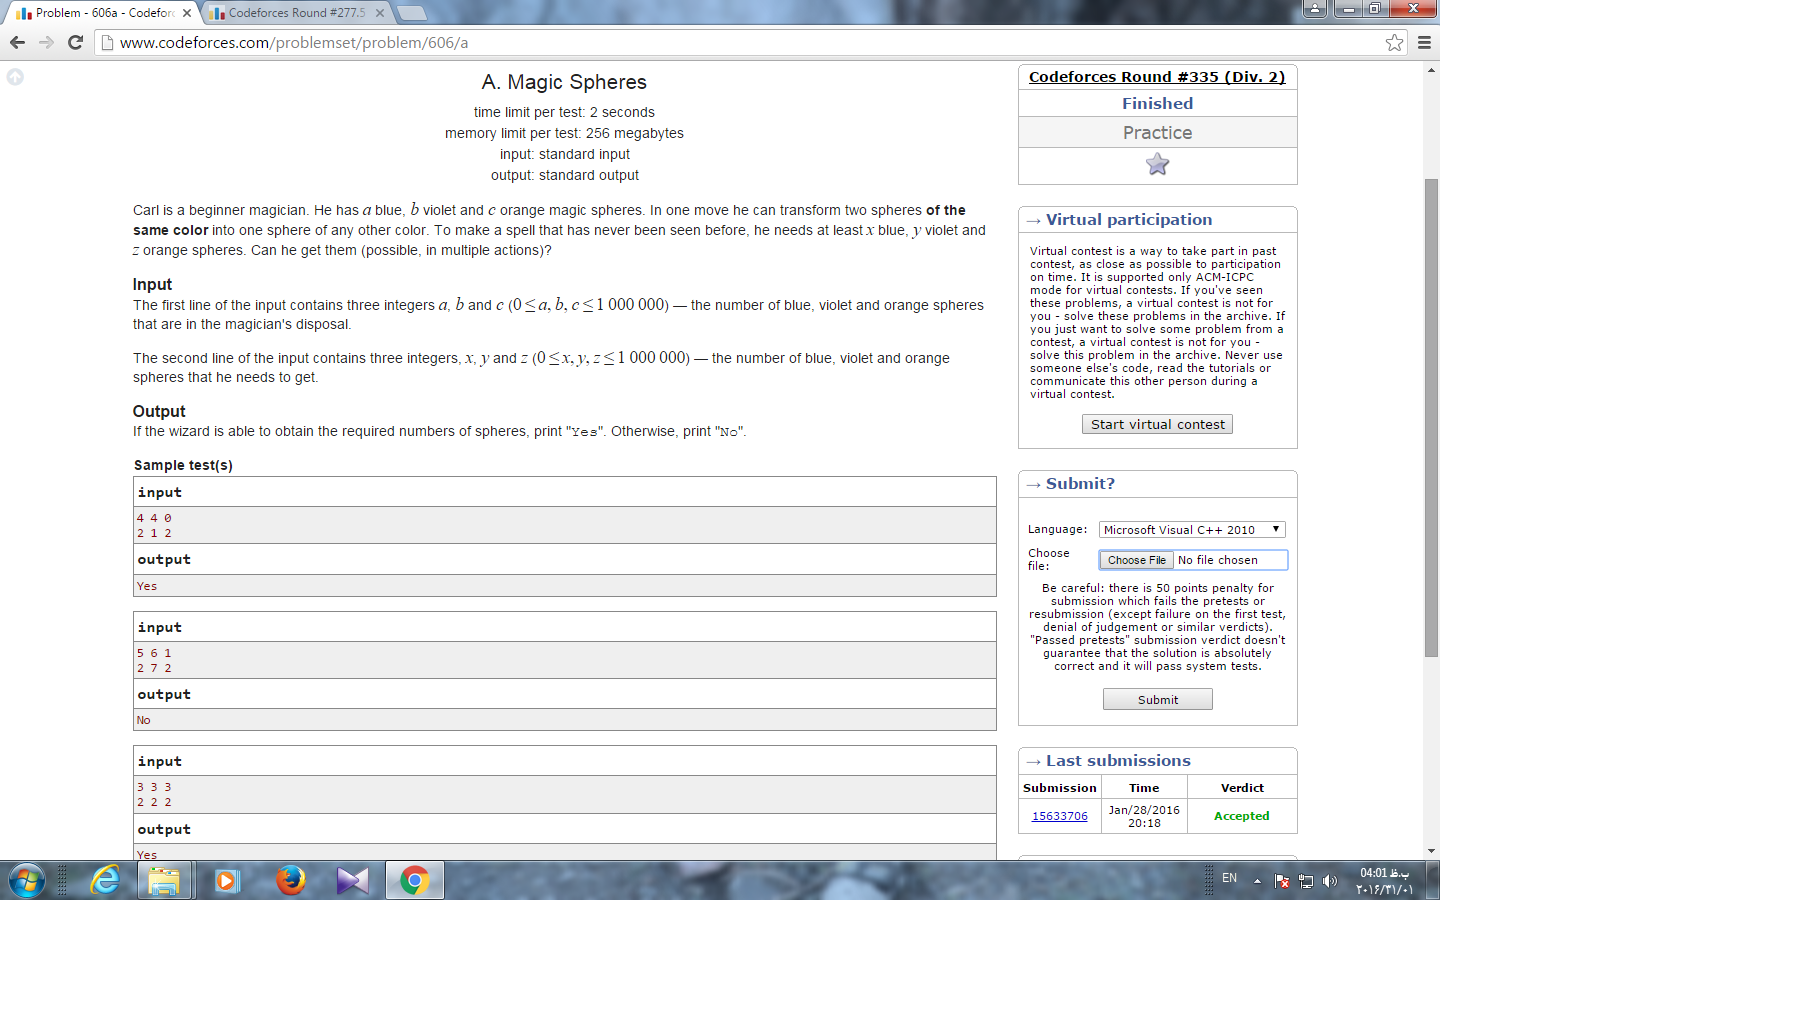 Problem - 606a - Codeforc
Codeforces Round #277.5
www.codeforces.com/problemset/problem/606/a
A. Magic Spheres
time limit per test: 2 seconds
memory limit per test: 256 megabytes
input: standard input
output: standard output
Carl is a beginner magician. He has a blue, b violet and c orange magic spheres. In one move he can transform two spheres of the
same color into one sphere of any other color. To make a spell that has never been seen before, he needs at least x blue, y violet and
z orange spheres. Can he get them (possible, in multiple actions)?
Input
The first line of the input contains three integers a, b and c (0 ≤ a, b, c ≤ 1 000 000) — the number of blue, violet and orange spheres
that are in the magician's disposal.
The second line of the input contains three integers, x, y and z (0 ≤ x, y, z ≤ 1 000 000) — the number of blue, violet and orange
spheres that he needs to get.
Output
If the wizard is able to obtain the required numbers of spheres, print "Yes". Otherwise, print "No".
Sample test(s)
input
4 4 0
2 1 2
output
Yes
input
5 6 1
2 7 2
output
No
input
3 3 3
2 2 2
output
Yes
Codeforces Round #335 (Div. 2)
Finished
Practice
→ Virtual participation
Virtual contest is a way to take part in past
contest, as close as possible to participation
on time. It is supported only ACM-ICPC
mode for virtual contests. If you've seen
these problems, a virtual contest is not for
you - solve these problems in the archive. If
you just want to solve some problem from a
contest, a virtual contest is not for you -
solve this problem in the archive. Never use
someone else's code, read the tutorials or
communicate this other person during a
virtual contest.
Start virtual contest
→ Submit?
Language: Microsoft Visual C++ 2010
Choose
file: Choose File No file chosen
Be careful: there is 50 points penalty for
submission which fails the pretests or
resubmission (except failure on the first test,
denial of judgement or similar verdicts).
"Passed pretests" submission verdict doesn't
guarantee that the solution is absolutely
correct and it will pass system tests.
Submit
→ Last submissions
Submission Time Verdict
15633706 Jan/28/2016
20:18 Accepted
EN
04:01 ب.ظ
۲۰۱۶/۳۱/۰۱